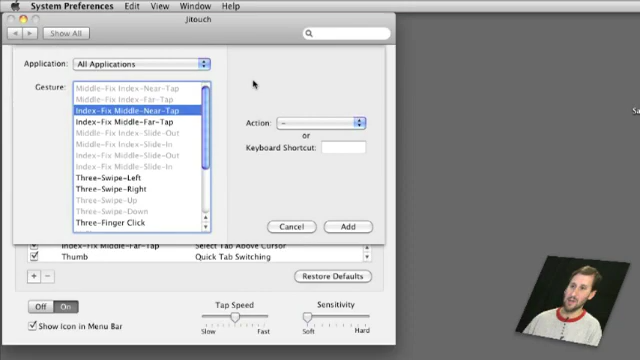 System Preferences Edit View Window Help
Jitouch
Show All
Application: All Applications
Gesture:
Middle-Fix Index-Near-Tap
Middle-Fix Index-Far-Tap
Index-Fix Middle-Near-Tap
Index-Fix Middle-Far-Tap
Middle-Fix Index-Slide-Out
Middle-Fix Index-Slide-In
Index-Fix Middle-Slide-Out
Index-Fix Middle-Slide-In
Three-Swipe-Left
Three-Swipe-Right
Three-Swipe-Up
Three-Swipe-Down
Three-Finger Click
Action: -
or
Keyboard Shortcut:
Cancel Add
Index-Fix Middle-Far-Tap Select Tab Above Cursor
Thumb Quick Tab Switching
+ - Restore Defaults
Off On
Show Icon in Menu Bar
Tap Speed
Slow Fast
Sensitivity
Soft Hard
Sa